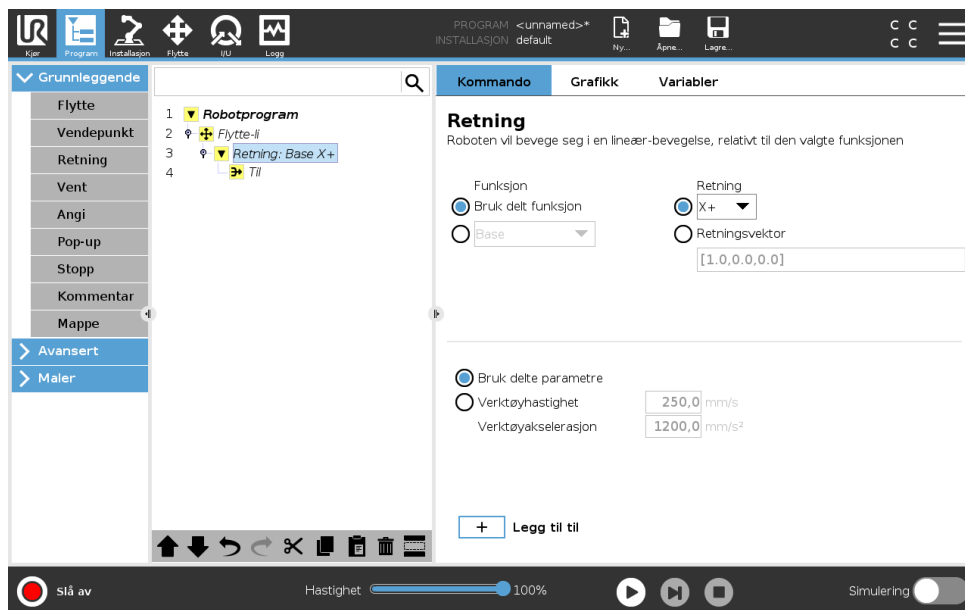 PROGRAM <unnamed>*
INSTALLASJON default
C C
C C
Kjør
Program
Installasjon
Flytte
I/U
Logg
Ny...
Åpne...
Lagre...
Grunnleggende
Flytte
Vendepunkt
Retning
Vent
Angi
Pop-up
Stopp
Kommentar
Mappe
Avansert
Maler
1 Robotprogram
2 Flytte-li
3 Retning: Base X+
4 Til
Kommando Grafikk Variabler
Retning
Roboten vil bevege seg i en lineær-bevegelse, relativt til den valgte funksjonen
Funksjon Retning
Bruk delt funksjon X+
Base Retningsvektor
[1.0,0.0,0.0]
Bruk delte parametre
Verktøyhastighet 250,0 mm/s
Verktøyakselerasjon 1200,0 mm/s²
+ Legg til til
Slå av Hastighet 100% Simulering